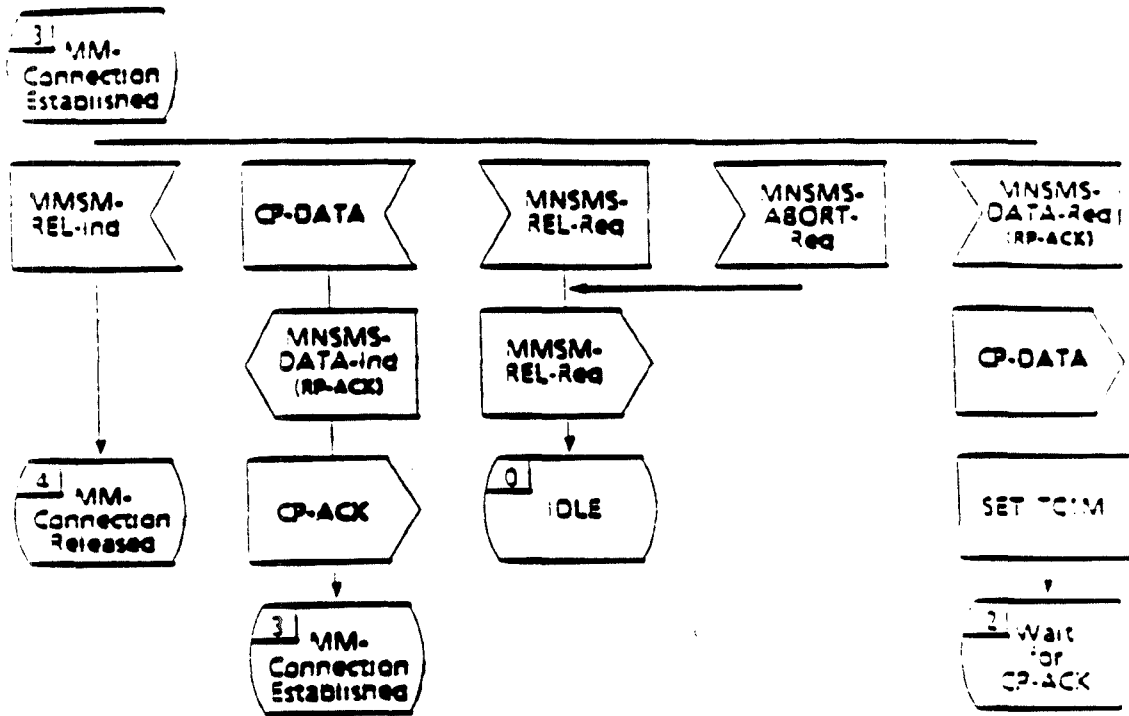 3
MM-
Connection
Established
MMSM-
REL-Ind
CP-DATA
MNSMS-
REL-Req
MNSMS-
ABORT-
Req
MNSMS-
DATA-Req
(RP-ACK)
MNSMS-
DATA-Ind
(RP-ACK)
MMSM-
REL-Req
CP-DATA
4
MM-
Connection
Released
CP-ACK
0
IDLE
SET TC1M
3
MM-
Connection
Established
2
Wait
for
CP-ACK